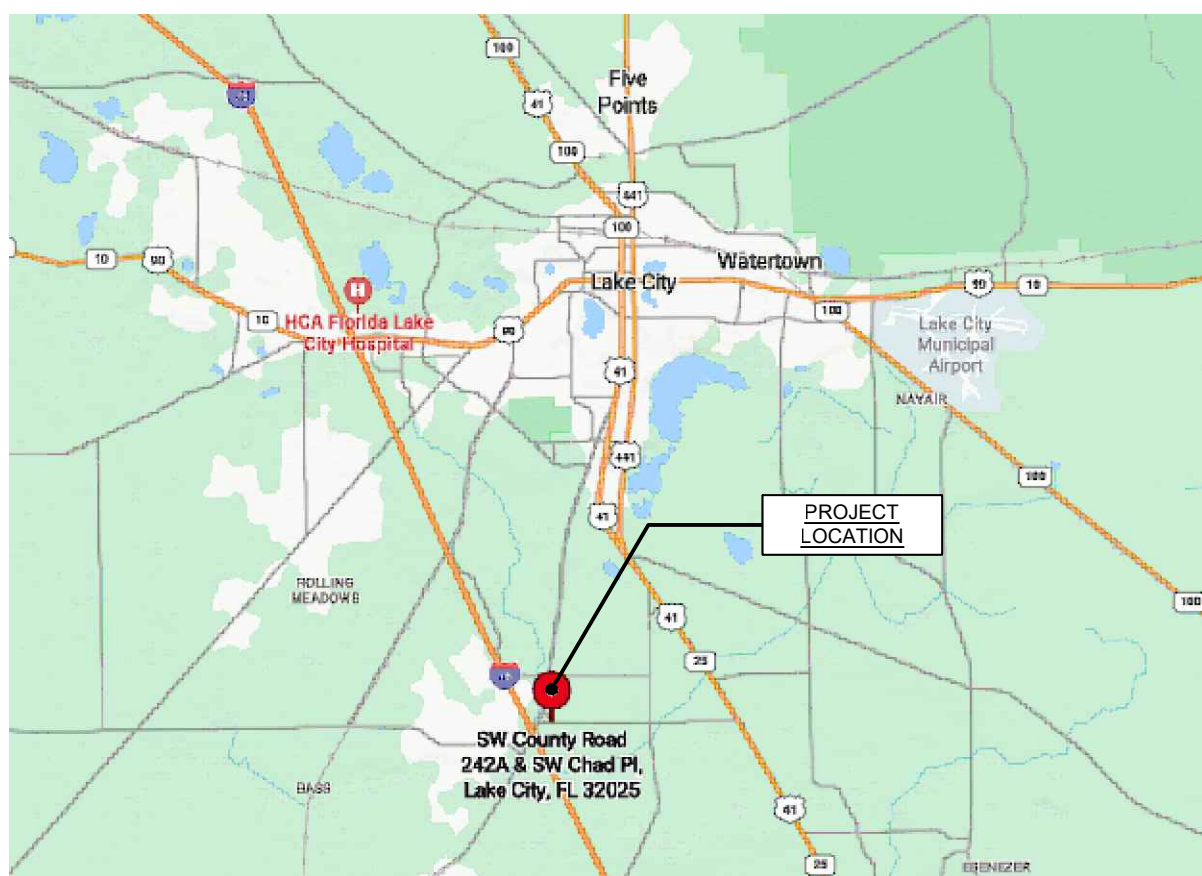 100
Five
Points
41
100
441
100
10
90
Watertown
Lake City
90
10
HCA Florida Lake
City Hospital
10
90
100
Lake City
Municipal
Airport
41
NAYAIR
441
100
41
PROJECT
LOCATION
ROLLING
MEADOWS
100
41
25
SW County Road
242A & SW Chad Pl,
Lake City, FL 32025
BASS
41
25
EBENEZER